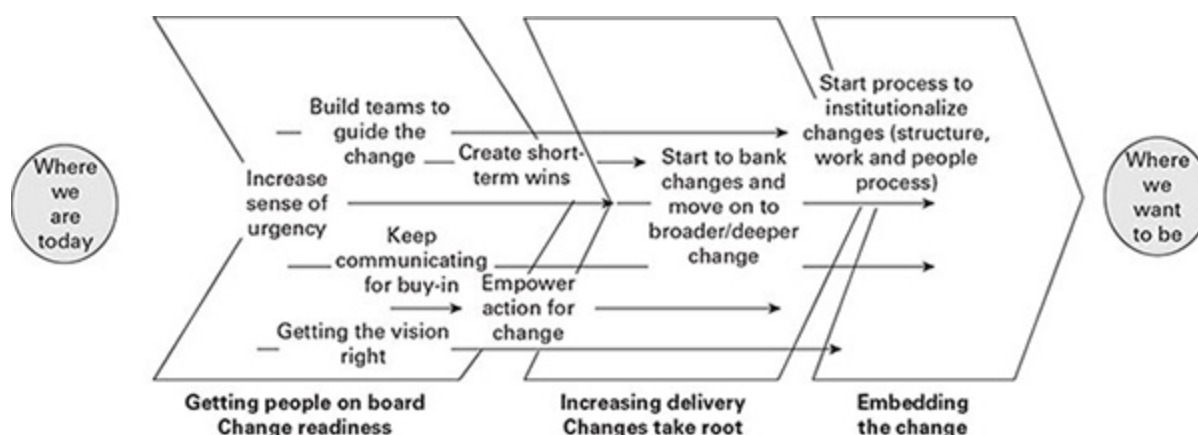 Where
we
are
today
Increase
sense of
urgency
Build teams to
guide the
change
Create short-
term wins
Keep
communicating
for buy-in
Empower
action for
change
Getting the vision
right
Start to bank
changes and
move on to
broader/deeper
change
Start process to
institutionalize
changes (structure,
work and people
process)
Where
we
want
to be
Getting people on board
Change readiness
Increasing delivery
Changes take root
Embedding
the change